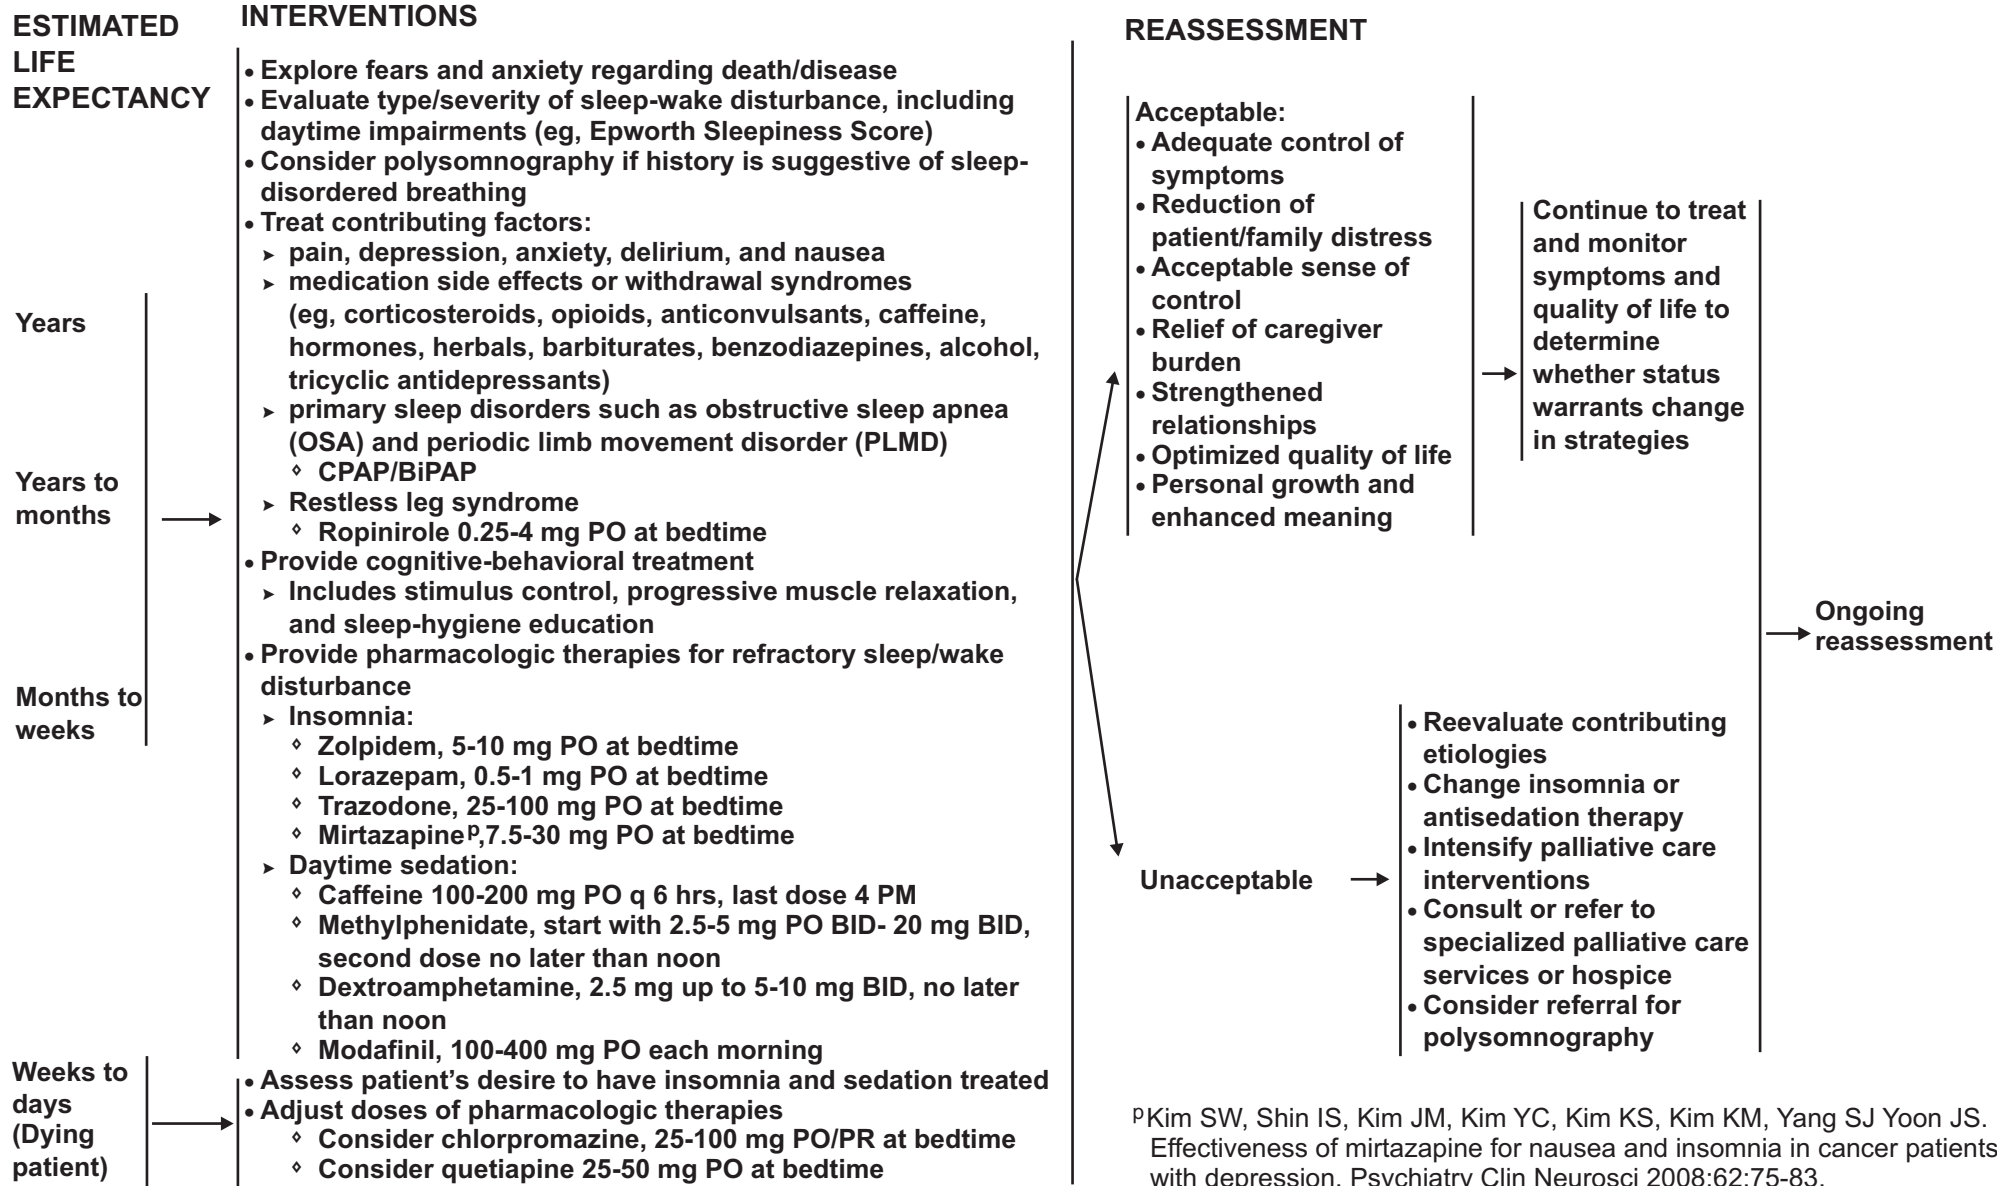 ESTIMATED
LIFE
EXPECTANCY
Years
Years to
months
Months to
weeks
Weeks to
days
(Dying
patient)
INTERVENTIONS
• Explore fears and anxiety regarding death/disease
• Evaluate type/severity of sleep-wake disturbance, including
daytime impairments (eg, Epworth Sleepiness Score)
• Consider polysomnography if history is suggestive of sleep-
disordered breathing
• Treat contributing factors:
➤ pain, depression, anxiety, delirium, and nausea
➤ medication side effects or withdrawal syndromes
(eg, corticosteroids, opioids, anticonvulsants, caffeine,
hormones, herbals, barbiturates, benzodiazepines, alcohol,
tricyclic antidepressants)
➤ primary sleep disorders such as obstructive sleep apnea
(OSA) and periodic limb movement disorder (PLMD)
◊ CPAP/BiPAP
➤ Restless leg syndrome
◊ Ropinirole 0.25-4 mg PO at bedtime
• Provide cognitive-behavioral treatment
➤ Includes stimulus control, progressive muscle relaxation,
and sleep-hygiene education
• Provide pharmacologic therapies for refractory sleep/wake
disturbance
➤ Insomnia:
◊ Zolpidem, 5-10 mg PO at bedtime
◊ Lorazepam, 0.5-1 mg PO at bedtime
◊ Trazodone, 25-100 mg PO at bedtime
◊ Mirtazapineᵖ,7.5-30 mg PO at bedtime
➤ Daytime sedation:
◊ Caffeine 100-200 mg PO q 6 hrs, last dose 4 PM
◊ Methylphenidate, start with 2.5-5 mg PO BID- 20 mg BID,
second dose no later than noon
◊ Dextroamphetamine, 2.5 mg up to 5-10 mg BID, no later
than noon
◊ Modafinil, 100-400 mg PO each morning
• Assess patient's desire to have insomnia and sedation treated
• Adjust doses of pharmacologic therapies
◊ Consider chlorpromazine, 25-100 mg PO/PR at bedtime
◊ Consider quetiapine 25-50 mg PO at bedtime
REASSESSMENT
Acceptable:
• Adequate control of
symptoms
• Reduction of
patient/family distress
• Acceptable sense of
control
• Relief of caregiver
burden
• Strengthened
relationships
• Optimized quality of life
• Personal growth and
enhanced meaning
Continue to treat
and monitor
symptoms and
quality of life to
determine
whether status
warrants change
in strategies
Unacceptable
• Reevaluate contributing
etiologies
• Change insomnia or
antisedation therapy
• Intensify palliative care
interventions
• Consult or refer to
specialized palliative care
services or hospice
• Consider referral for
polysomnography
Ongoing
reassessment
ᵖKim SW, Shin IS, Kim JM, Kim YC, Kim KS, Kim KM, Yang SJ Yoon JS.
Effectiveness of mirtazapine for nausea and insomnia in cancer patients
with depression. Psychiatry Clin Neurosci 2008;62:75-83.